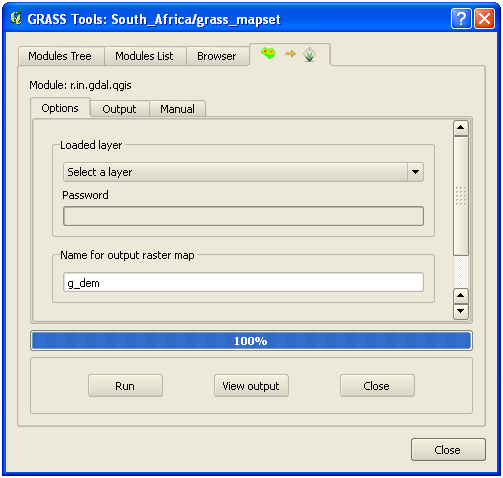 GRASS Tools: South_Africa/grass_mapset
Modules Tree Modules List Browser
Module: r.in.gdal.qgis
Options Output Manual
Loaded layer
Select a layer
Password
Name for output raster map
g_dem
100%
Run View output Close
Close